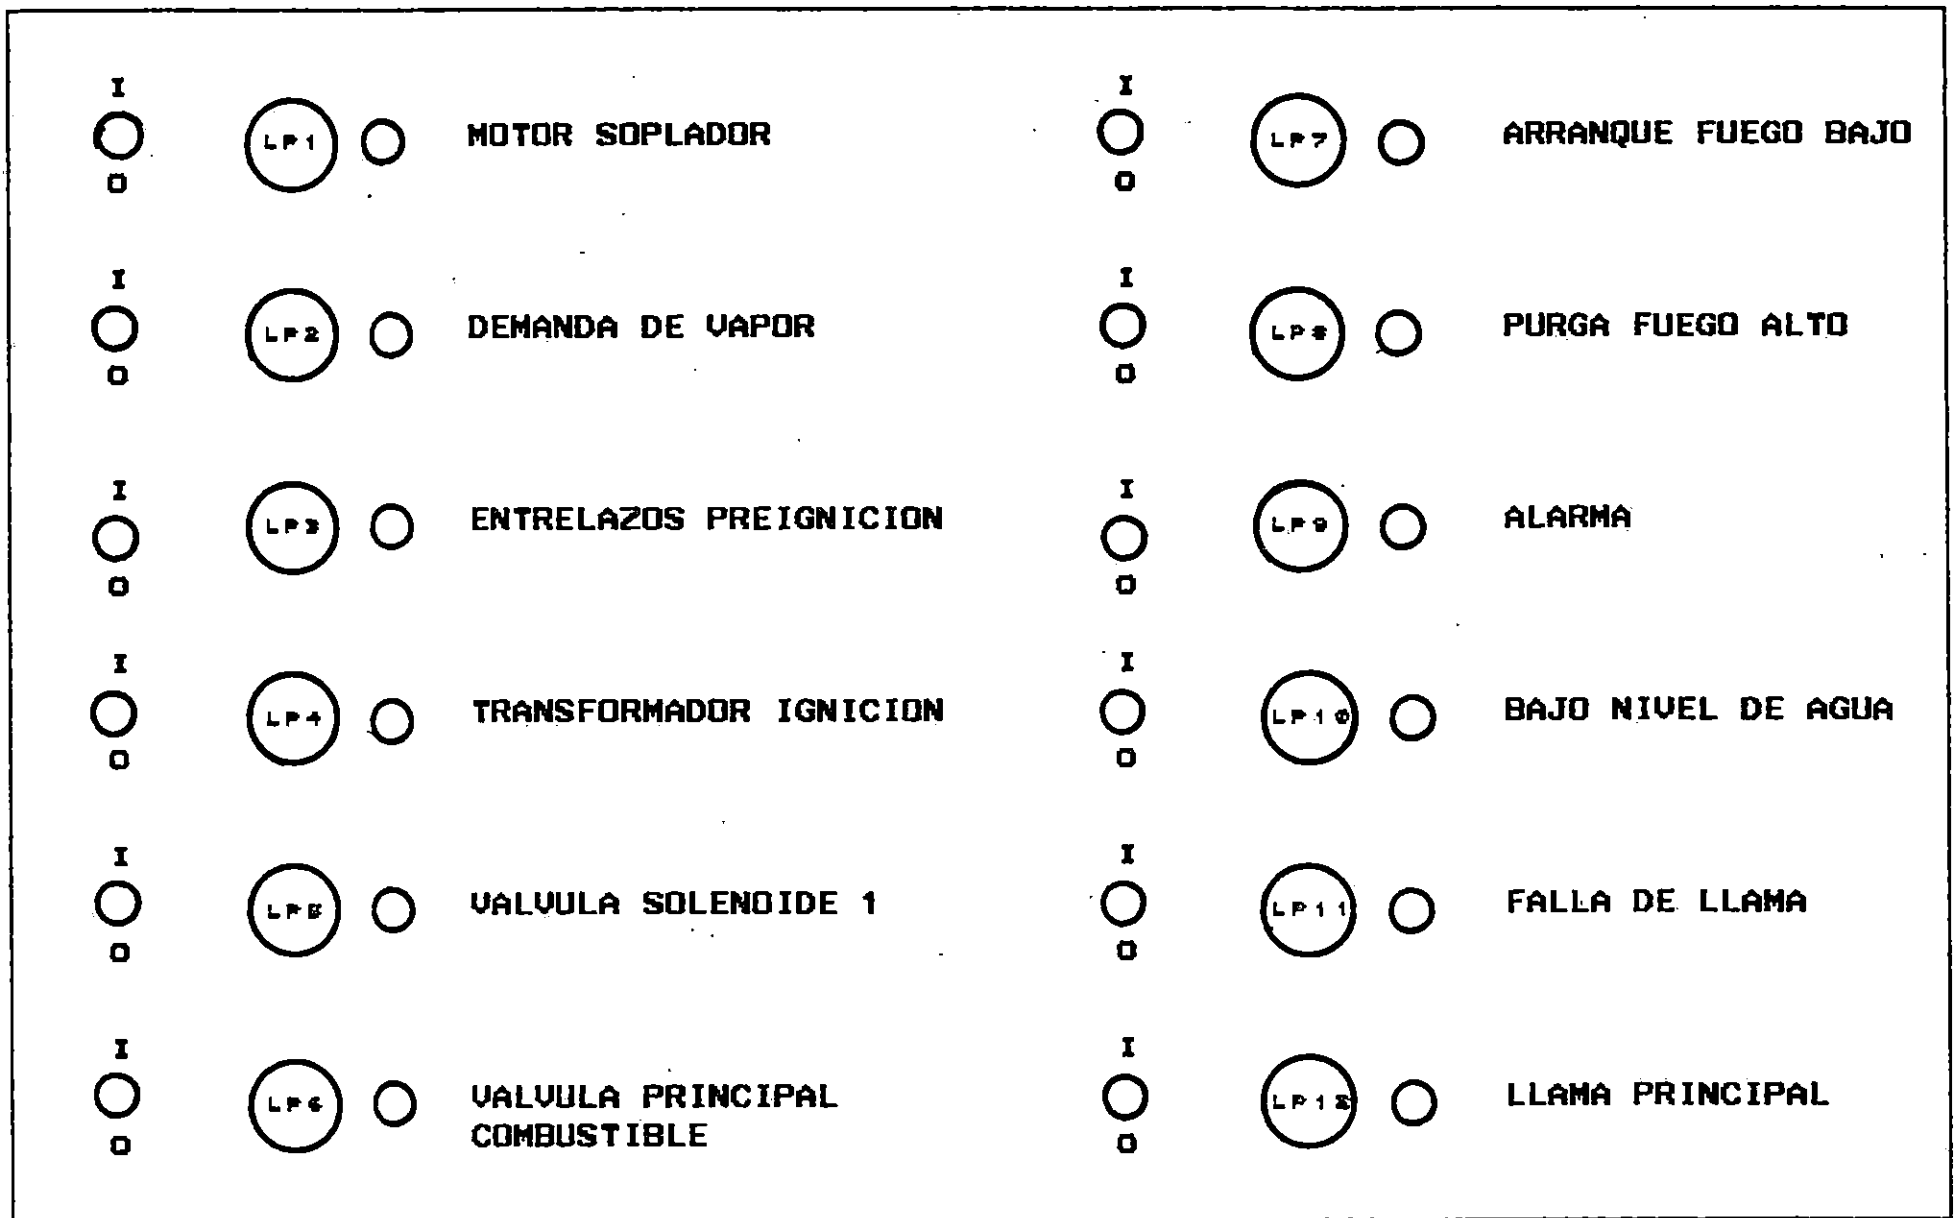 I
LP1 MOTOR SOPLADOR
O
I
LP2 DEMANDA DE VAPOR
O
I
LP3 ENTRELAZOS PREIGNICION
O
I
LP4 TRANSFORMADOR IGNICION
O
I
LP5 VALVULA SOLENOIDE 1
O
I
LP6 VALVULA PRINCIPAL
COMBUSTIBLE
O
I
LP7 ARRANQUE FUEGO BAJO
O
I
LP8 PURGA FUEGO ALTO
O
I
LP9 ALARMA
O
I
LP10 BAJO NIVEL DE AGUA
O
I
LP11 FALLA DE LLAMA
O
I
LP12 LLAMA PRINCIPAL
O